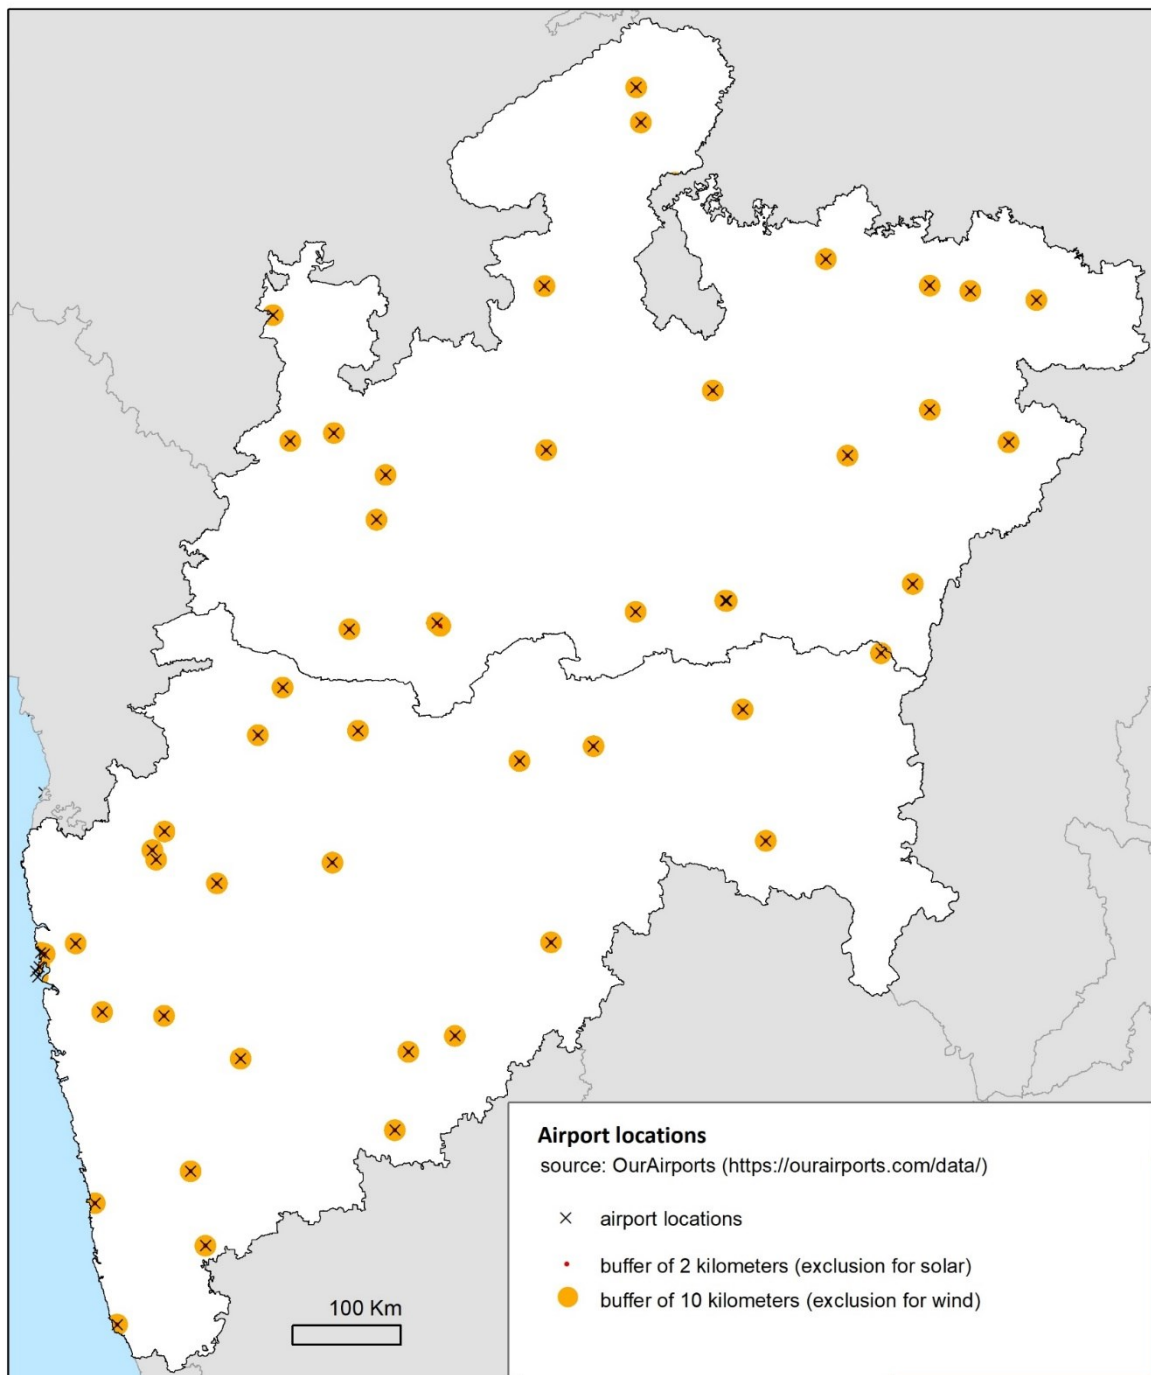 100 Km
Airport locations
source: OurAirports (https://ourairports.com/data/)
airport locations
buffer of 2 kilometers (exclusion for solar)
buffer of 10 kilometers (exclusion for wind)